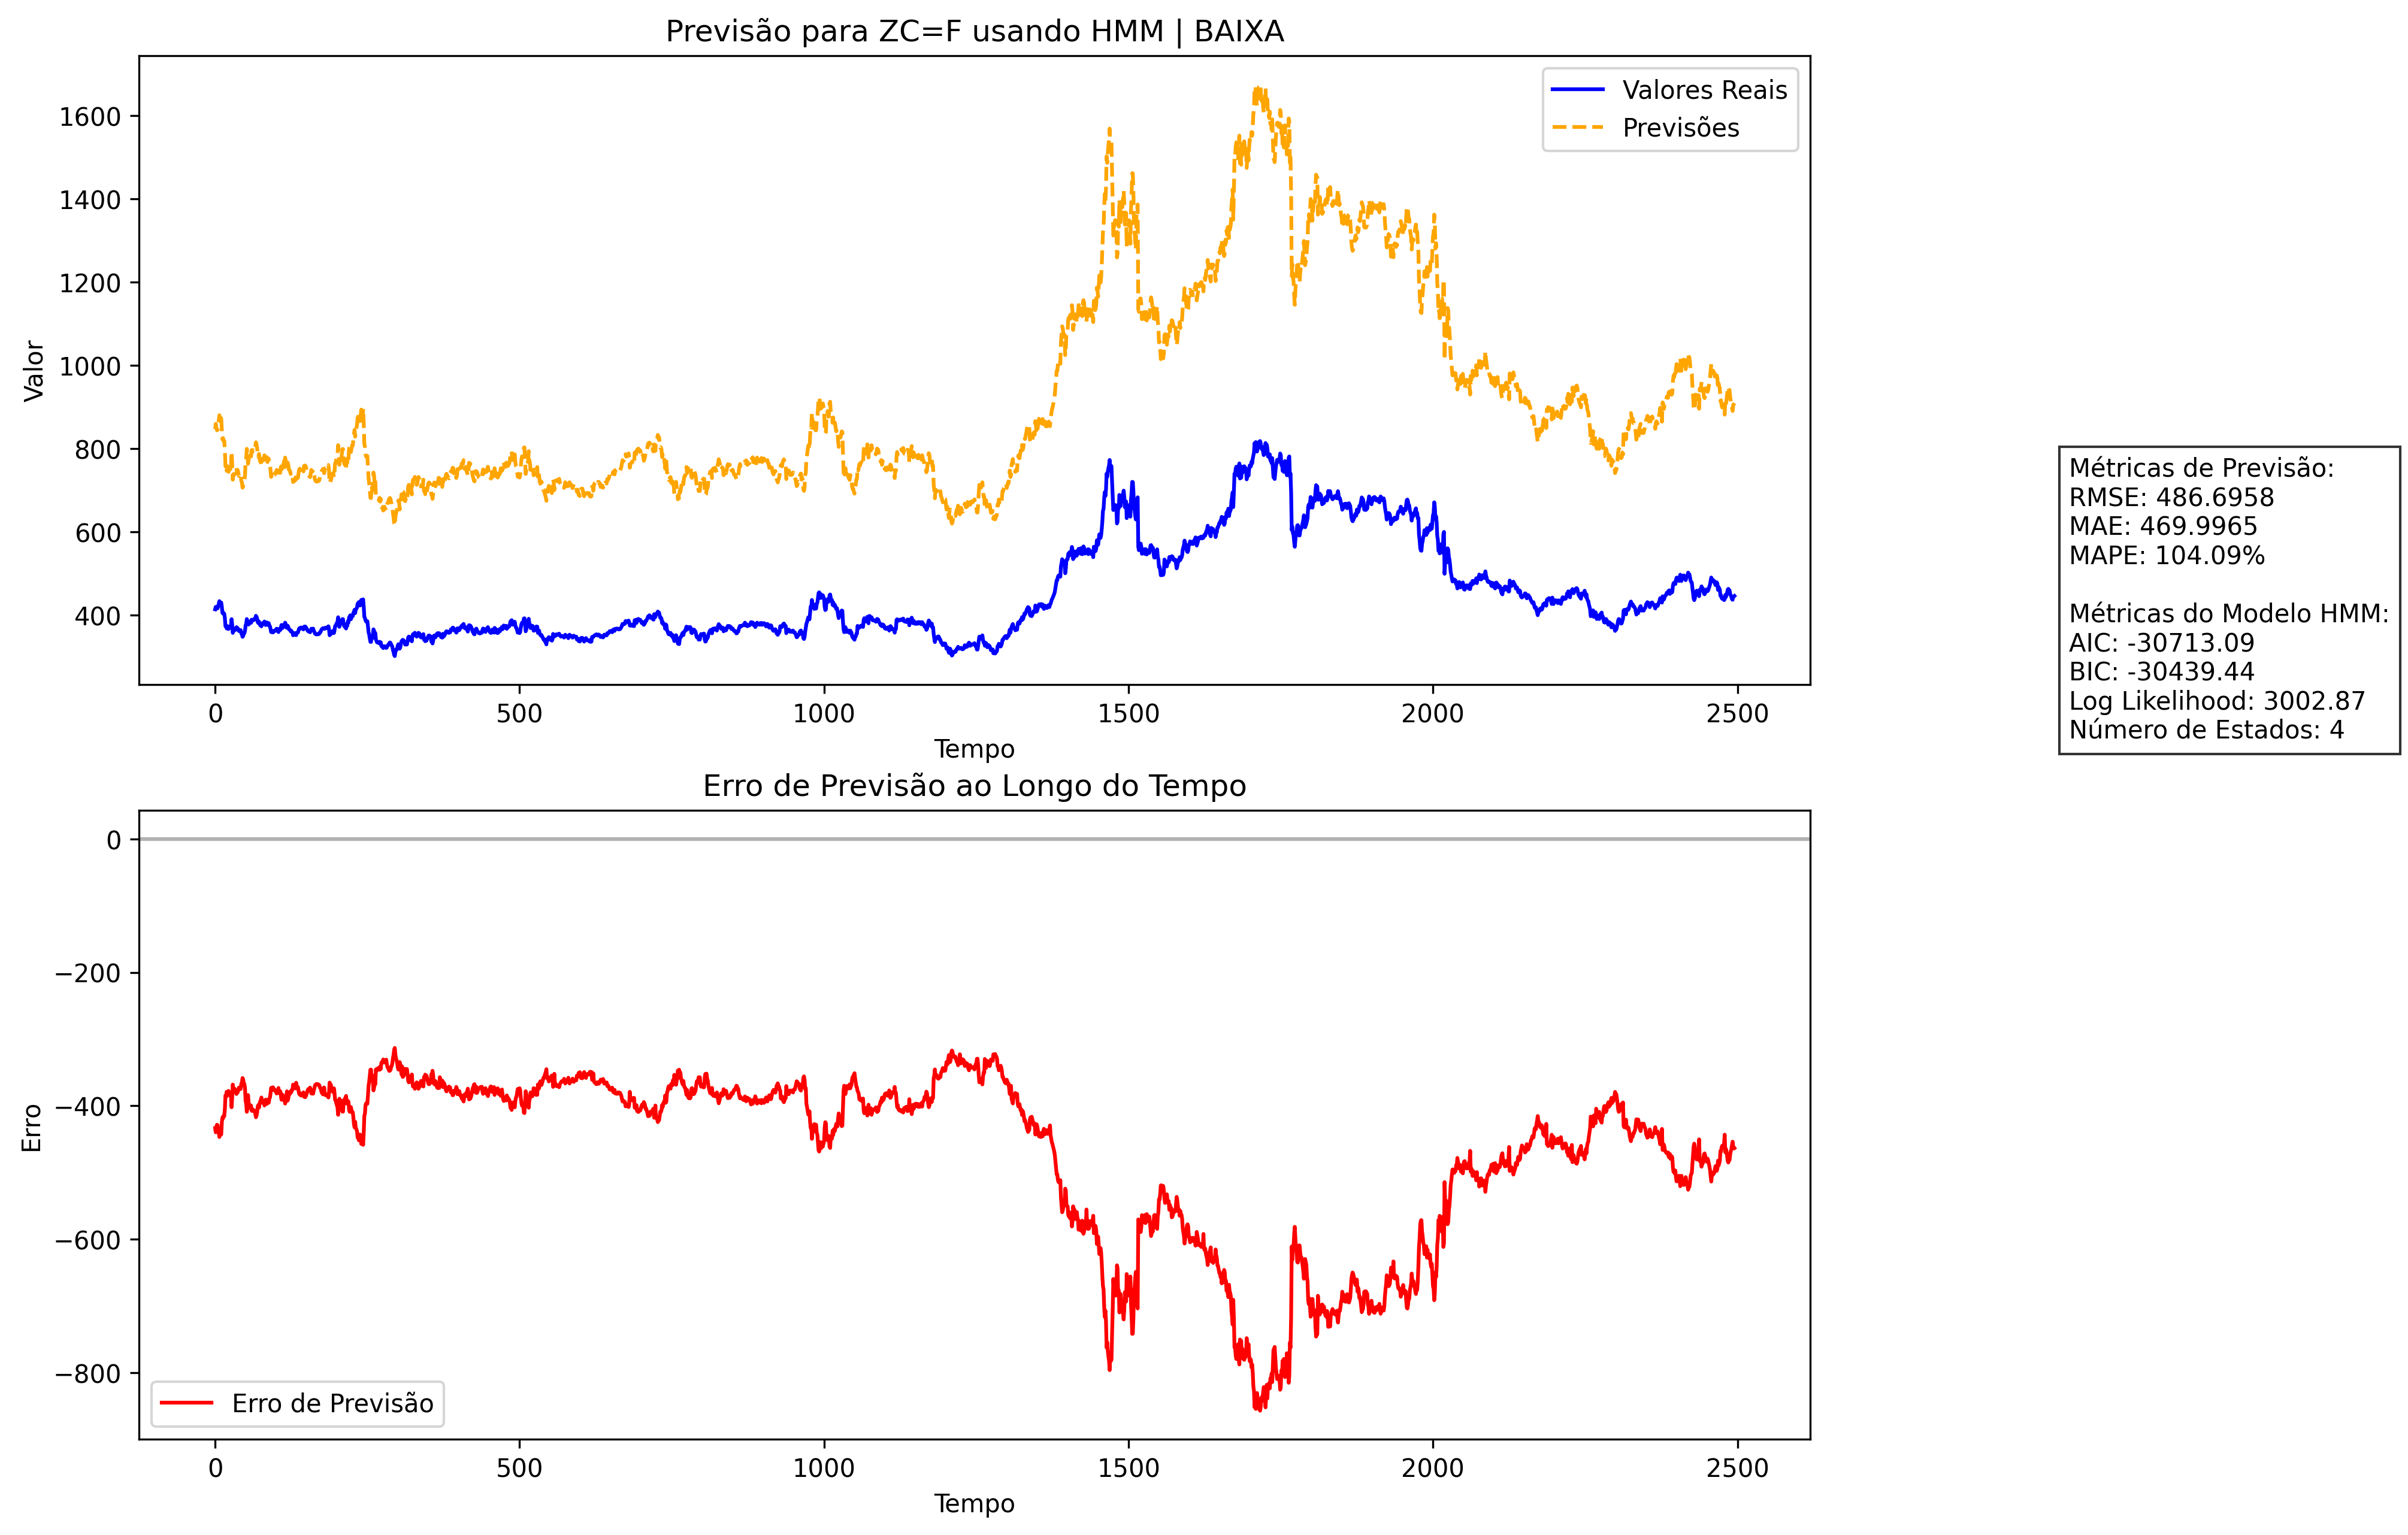 Previsão para ZC=F usando HMM | BAIXA
Valor
1600
1400
1200
1000
800
600
400
Valores Reais
Previsões
0 500 1000 1500 2000 2500
Tempo
Métricas de Previsão:
RMSE: 486.6958
MAE: 469.9965
MAPE: 104.09%
Métricas do Modelo HMM:
AIC: -30713.09
BIC: -30439.44
Log Likelihood: 3002.87
Número de Estados: 4
Erro de Previsão ao Longo do Tempo
Erro
0
−200
−400
−600
−800
Erro de Previsão
0 500 1000 1500 2000 2500
Tempo